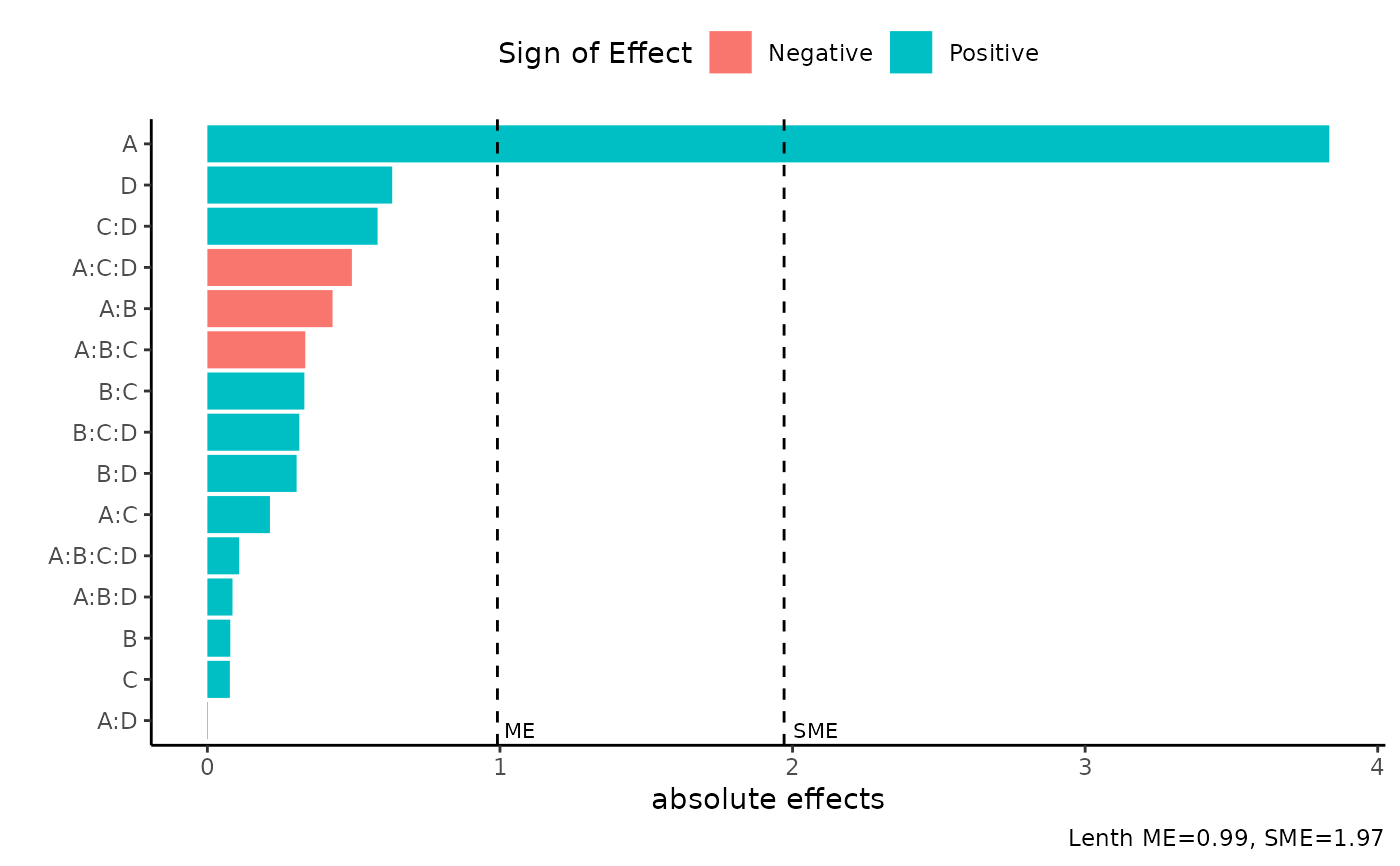 Sign of Effect Negative Positive
A
D
C:D
A:C:D
A:B
A:B:C
B:C
B:C:D
B:D
A:C
A:B:C:D
A:B:D
B
C
A:D
ME SME
0 1 2 3 4
absolute effects
Lenth ME=0.99, SME=1.97